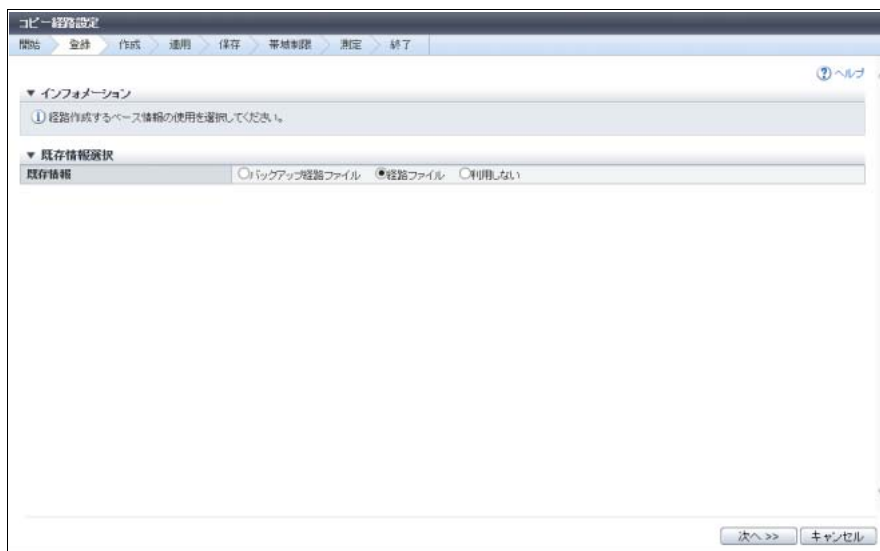 コピー経路設定
開始 登録 作成 適用 保存 帯域制限 測定 終了
ヘルプ
▼ インフォメーション
経路作成するベース情報の使用を選択してください。
▼ 既存情報選択
既存情報 バックアップ経路ファイル 経路ファイル 利用しない
次へ >> キャンセル